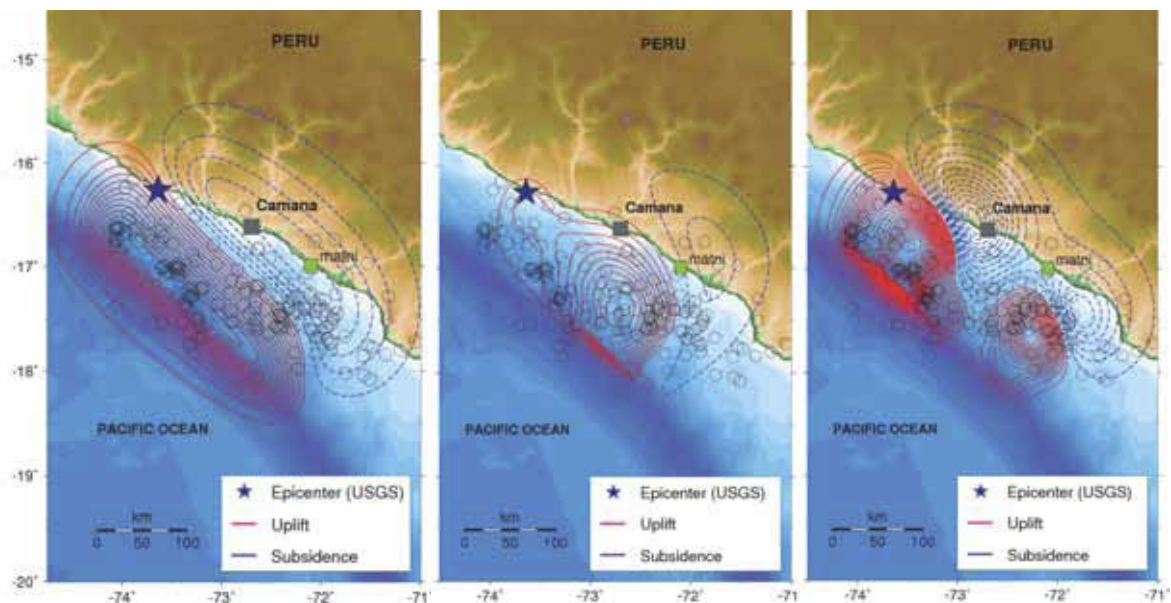 PERU
PERU
PERU
-15˚
-16˚
-17˚
-18˚
-19˚
-20˚
Camana
Camana
Camana
matni
matni
matni
PACIFIC OCEAN
PACIFIC OCEAN
PACIFIC OCEAN
km
0 50 100
km
0 50 100
km
0 50 100
Epicenter (USGS)
Uplift
Subsidence
Epicenter (USGS)
Uplift
Subsidence
Epicenter (USGS)
Uplift
Subsidence
-74˚ -73˚ -72˚ -71
-74˚ -73˚ -72˚ -71
-74˚ -73˚ -72˚ -71˚